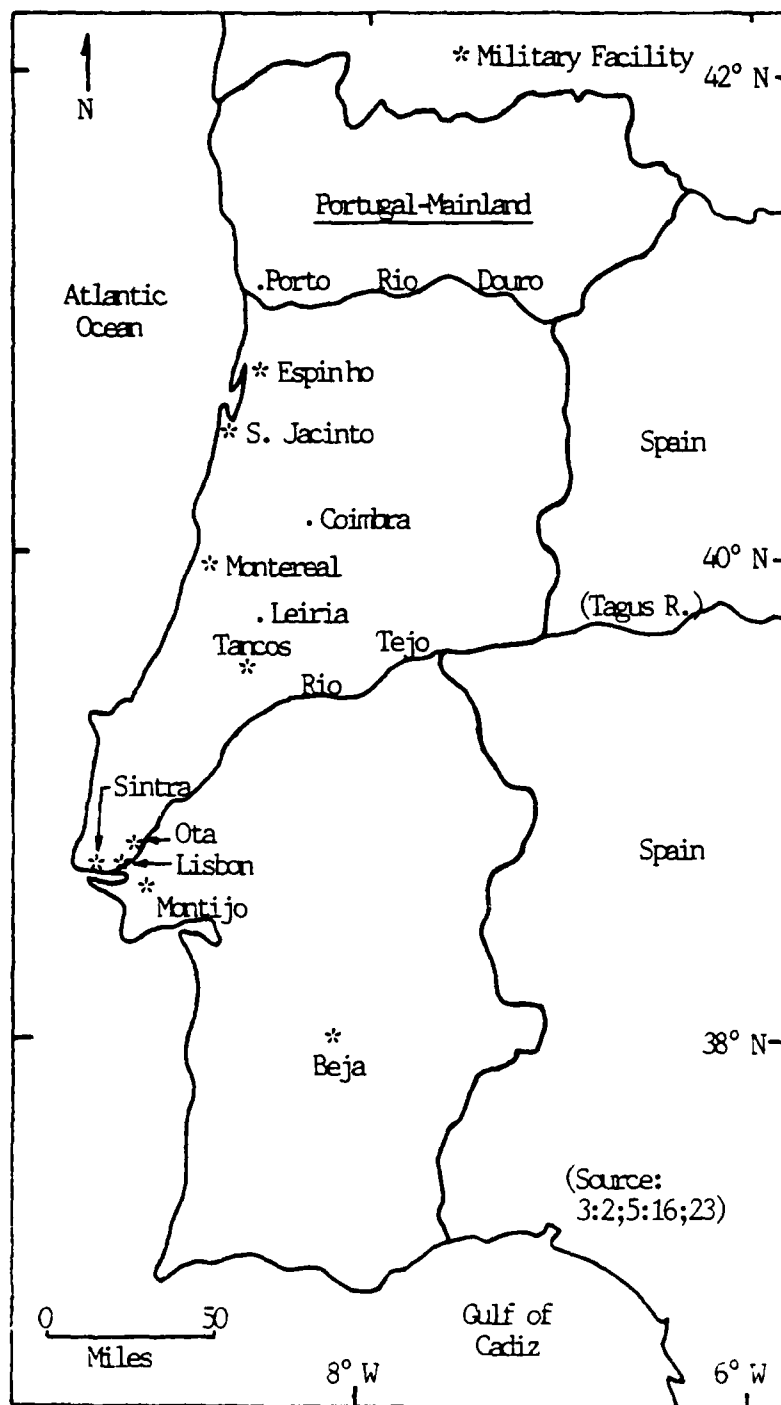 * Military Facility
42° N
N
Portugal-Mainland
.Porto Rio Douro
Atlantic
Ocean
* Espinho
* S. Jacinto
Spain
.Coimbra
* Montereal
40° N
(Tagus R.)
.Leiria
Tancos
*
Tejo
Rio
Sintra
* Ota
* * Lisbon
Spain
*
Montijo
*
38° N
Beja
(Source:
3:2;5:16;23)
0 50
Miles
Gulf of
Cadiz
8° W
6° W